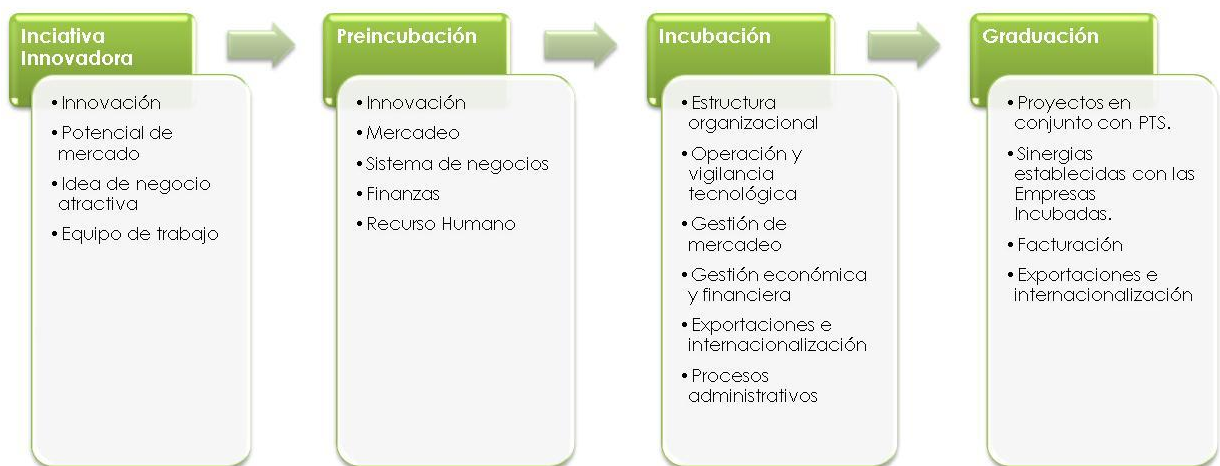 Inciativa
Innovadora
• Innovación
• Potencial de
mercado
• Idea de negocio
atractiva
• Equipo de trabajo
Preincubación
• Innovación
• Mercadeo
• Sistema de negocios
• Finanzas
• Recurso Humano
Incubación
• Estructura
organizacional
• Operación y
vigilancia
tecnológica
• Gestión de
mercadeo
• Gestión económica
y financiera
• Exportaciones e
internacionalización
• Procesos
administrativos
Graduación
• Proyectos en
conjunto con PTS.
• Sinergias
establecidas con las
Empresas
Incubadas.
• Facturación
• Exportaciones e
internacionalización